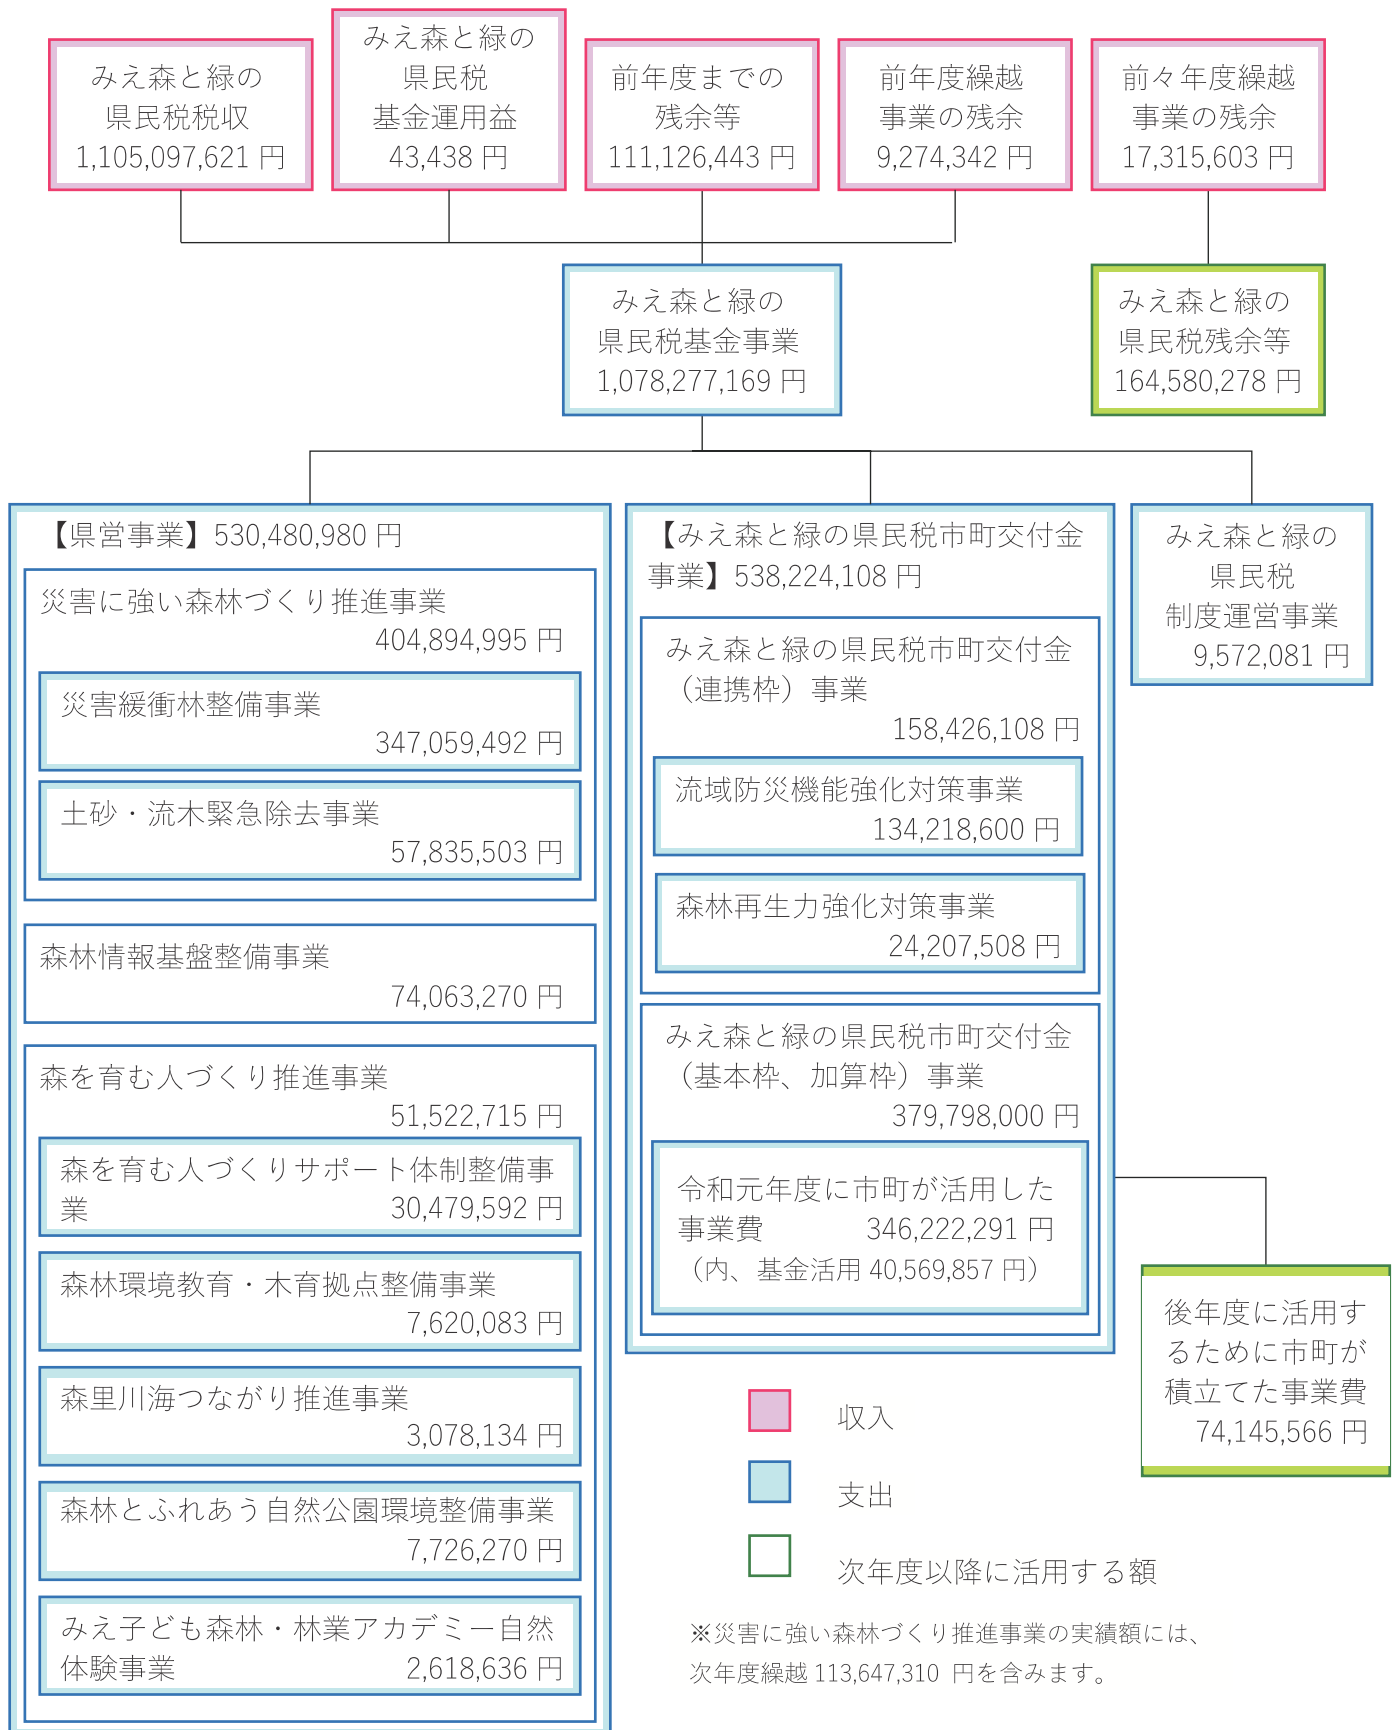 みえ森と緑の
県民税税収
1,105,097,621 円
みえ森と緑の
県民税
基金運用益
43,438 円
前年度までの
残余等
111,126,443 円
前年度繰越
事業の残余
9,274,342 円
前々年度繰越
事業の残余
17,315,603 円
みえ森と緑の
県民税基金事業
1,078,277,169 円
みえ森と緑の
県民税残余等
164,580,278 円
【県営事業】530,480,980 円
災害に強い森林づくり推進事業
404,894,995 円
災害緩衝林整備事業
347,059,492 円
土砂・流木緊急除去事業
57,835,503 円
森林情報基盤整備事業
74,063,270 円
森を育む人づくり推進事業
51,522,715 円
森を育む人づくりサポート体制整備事
業 30,479,592 円
森林環境教育・木育拠点整備事業
7,620,083 円
森里川海つながり推進事業
3,078,134 円
森林とふれあう自然公園環境整備事業
7,726,270 円
みえ子ども森林・林業アカデミー自然
体験事業 2,618,636 円
【みえ森と緑の県民税市町交付金
事業】538,224,108 円
みえ森と緑の県民税市町交付金
（連携枠）事業
158,426,108 円
流域防災機能強化対策事業
134,218,600 円
森林再生力強化対策事業
24,207,508 円
みえ森と緑の県民税市町交付金
（基本枠、加算枠）事業
379,798,000 円
令和元年度に市町が活用した
事業費 346,222,291 円
（内、基金活用 40,569,857 円）
みえ森と緑の
県民税
制度運営事業
9,572,081 円
後年度に活用す
るために市町が
積立てた事業費
74,145,566 円
収入
支出
次年度以降に活用する額
※災害に強い森林づくり推進事業の実績額には、
次年度繰越 113,647,310 円を含みます。